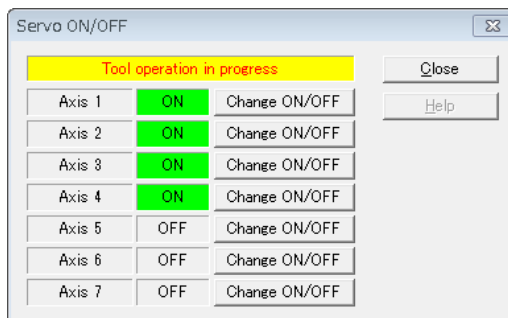 Servo ON/OFF
Tool operation in progress
Close
Axis 1 ON Change ON/OFF
Help
Axis 2 ON Change ON/OFF
Axis 3 ON Change ON/OFF
Axis 4 ON Change ON/OFF
Axis 5 OFF Change ON/OFF
Axis 6 OFF Change ON/OFF
Axis 7 OFF Change ON/OFF